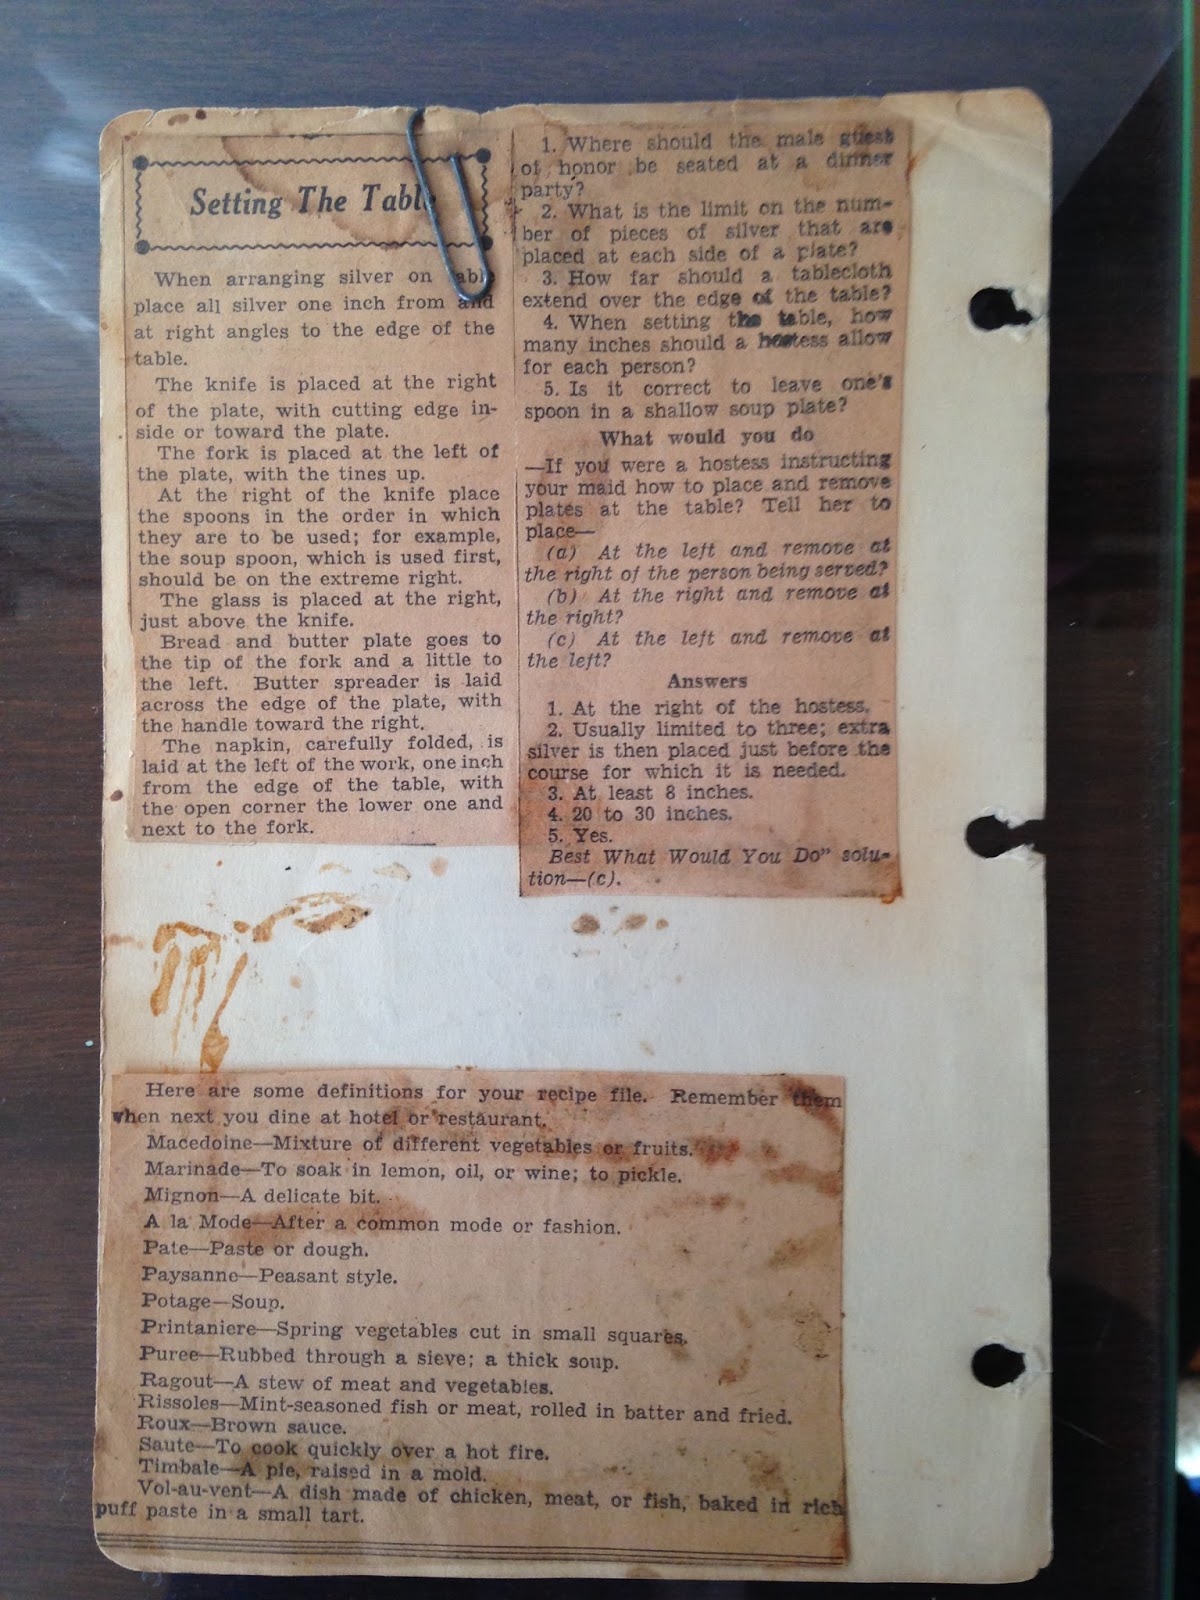 Setting The Table
When arranging silver on table
place all silver one inch from and
at right angles to the edge of the
table.
The knife is placed at the right
of the plate, with cutting edge in-
side or toward the plate.
The fork is placed at the left of
the plate, with the tines up.
At the right of the knife place
the spoons in the order in which
they are to be used; for example,
the soup spoon, which is used first,
should be on the extreme right.
The glass is placed at the right,
just above the knife.
Bread and butter plate goes to
the tip of the fork and a little to
the left. Butter spreader is laid
across the edge of the plate, with
the handle toward the right.
The napkin, carefully folded, is
laid at the left of the work, one inch
from the edge of the table, with
the open corner the lower one and
next to the fork.
1. Where should the male guest
of honor be seated at a dinner
party?
2. What is the limit on the num-
ber of pieces of silver that are
placed at each side of a plate?
3. How far should a tablecloth
extend over the edge of the table?
4. When setting the table, how
many inches should a hostess allow
for each person?
5. Is it correct to leave one's
spoon in a shallow soup plate?
What would you do
—If you were a hostess instructing
your maid how to place and remove
plates at the table? Tell her to
place—
(a) At the left and remove at
the right of the person being served?
(b) At the right and remove at
the right?
(c) At the left and remove at
the left?
Answers
1. At the right of the hostess.
2. Usually limited to three; extra
silver is then placed just before the
course for which it is needed.
3. At least 8 inches.
4. 20 to 30 inches.
5. Yes.
Best What Would You Do" solu-
tion—(c).
Here are some definitions for your recipe file. Remember them
when next you dine at hotel or restaurant.
Macedoine—Mixture of different vegetables or fruits.
Marinade—To soak in lemon, oil, or wine; to pickle.
Mignon—A delicate bit.
A la Mode—After a common mode or fashion.
Pate—Paste or dough.
Paysanne—Peasant style.
Potage—Soup.
Printaniere—Spring vegetables cut in small squares.
Puree—Rubbed through a sieve; a thick soup.
Ragout—A stew of meat and vegetables.
Rissoles—Mint-seasoned fish or meat, rolled in batter and fried.
Roux—Brown sauce.
Saute—To cook quickly over a hot fire.
Timbale—A pie, raised in a mold.
Vol-au-vent—A dish made of chicken, meat, or fish, baked in rich
puff paste in a small tart.